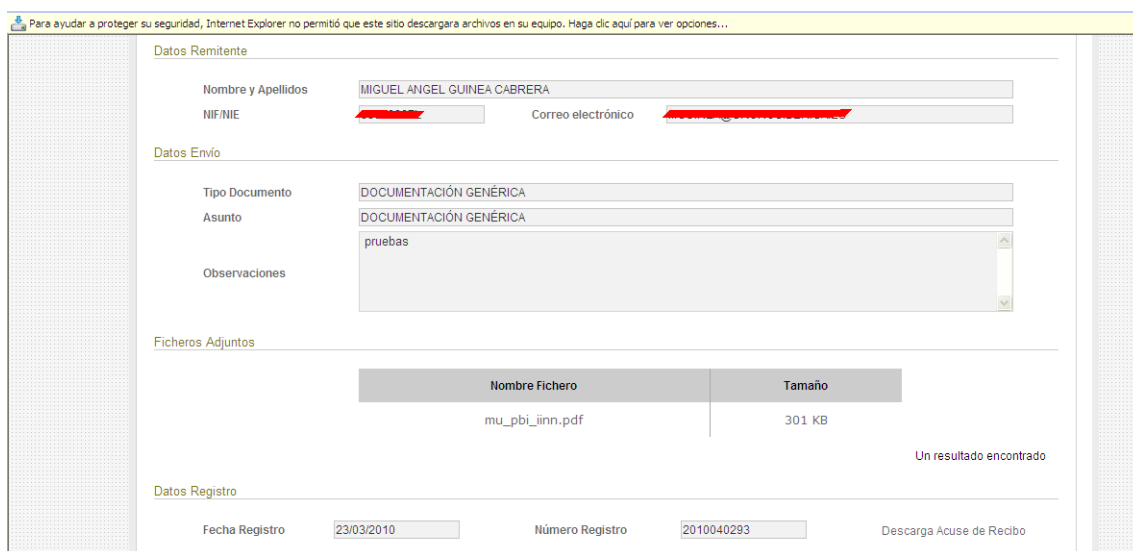 Para ayudar a proteger su seguridad, Internet Explorer no permitió que este sitio descargara archivos en su equipo. Haga clic aquí para ver opciones...
Datos Remitente
Nombre y Apellidos MIGUEL ANGEL GUINEA CABRERA
NIF/NIE Correo electrónico
Datos Envío
Tipo Documento DOCUMENTACIÓN GENÉRICA
Asunto DOCUMENTACIÓN GENÉRICA
pruebas
Observaciones
Ficheros Adjuntos
Nombre Fichero Tamaño
mu_pbi_iinn.pdf 301 KB
Un resultado encontrado
Datos Registro
Fecha Registro 23/03/2010 Número Registro 2010040293 Descarga Acuse de Recibo